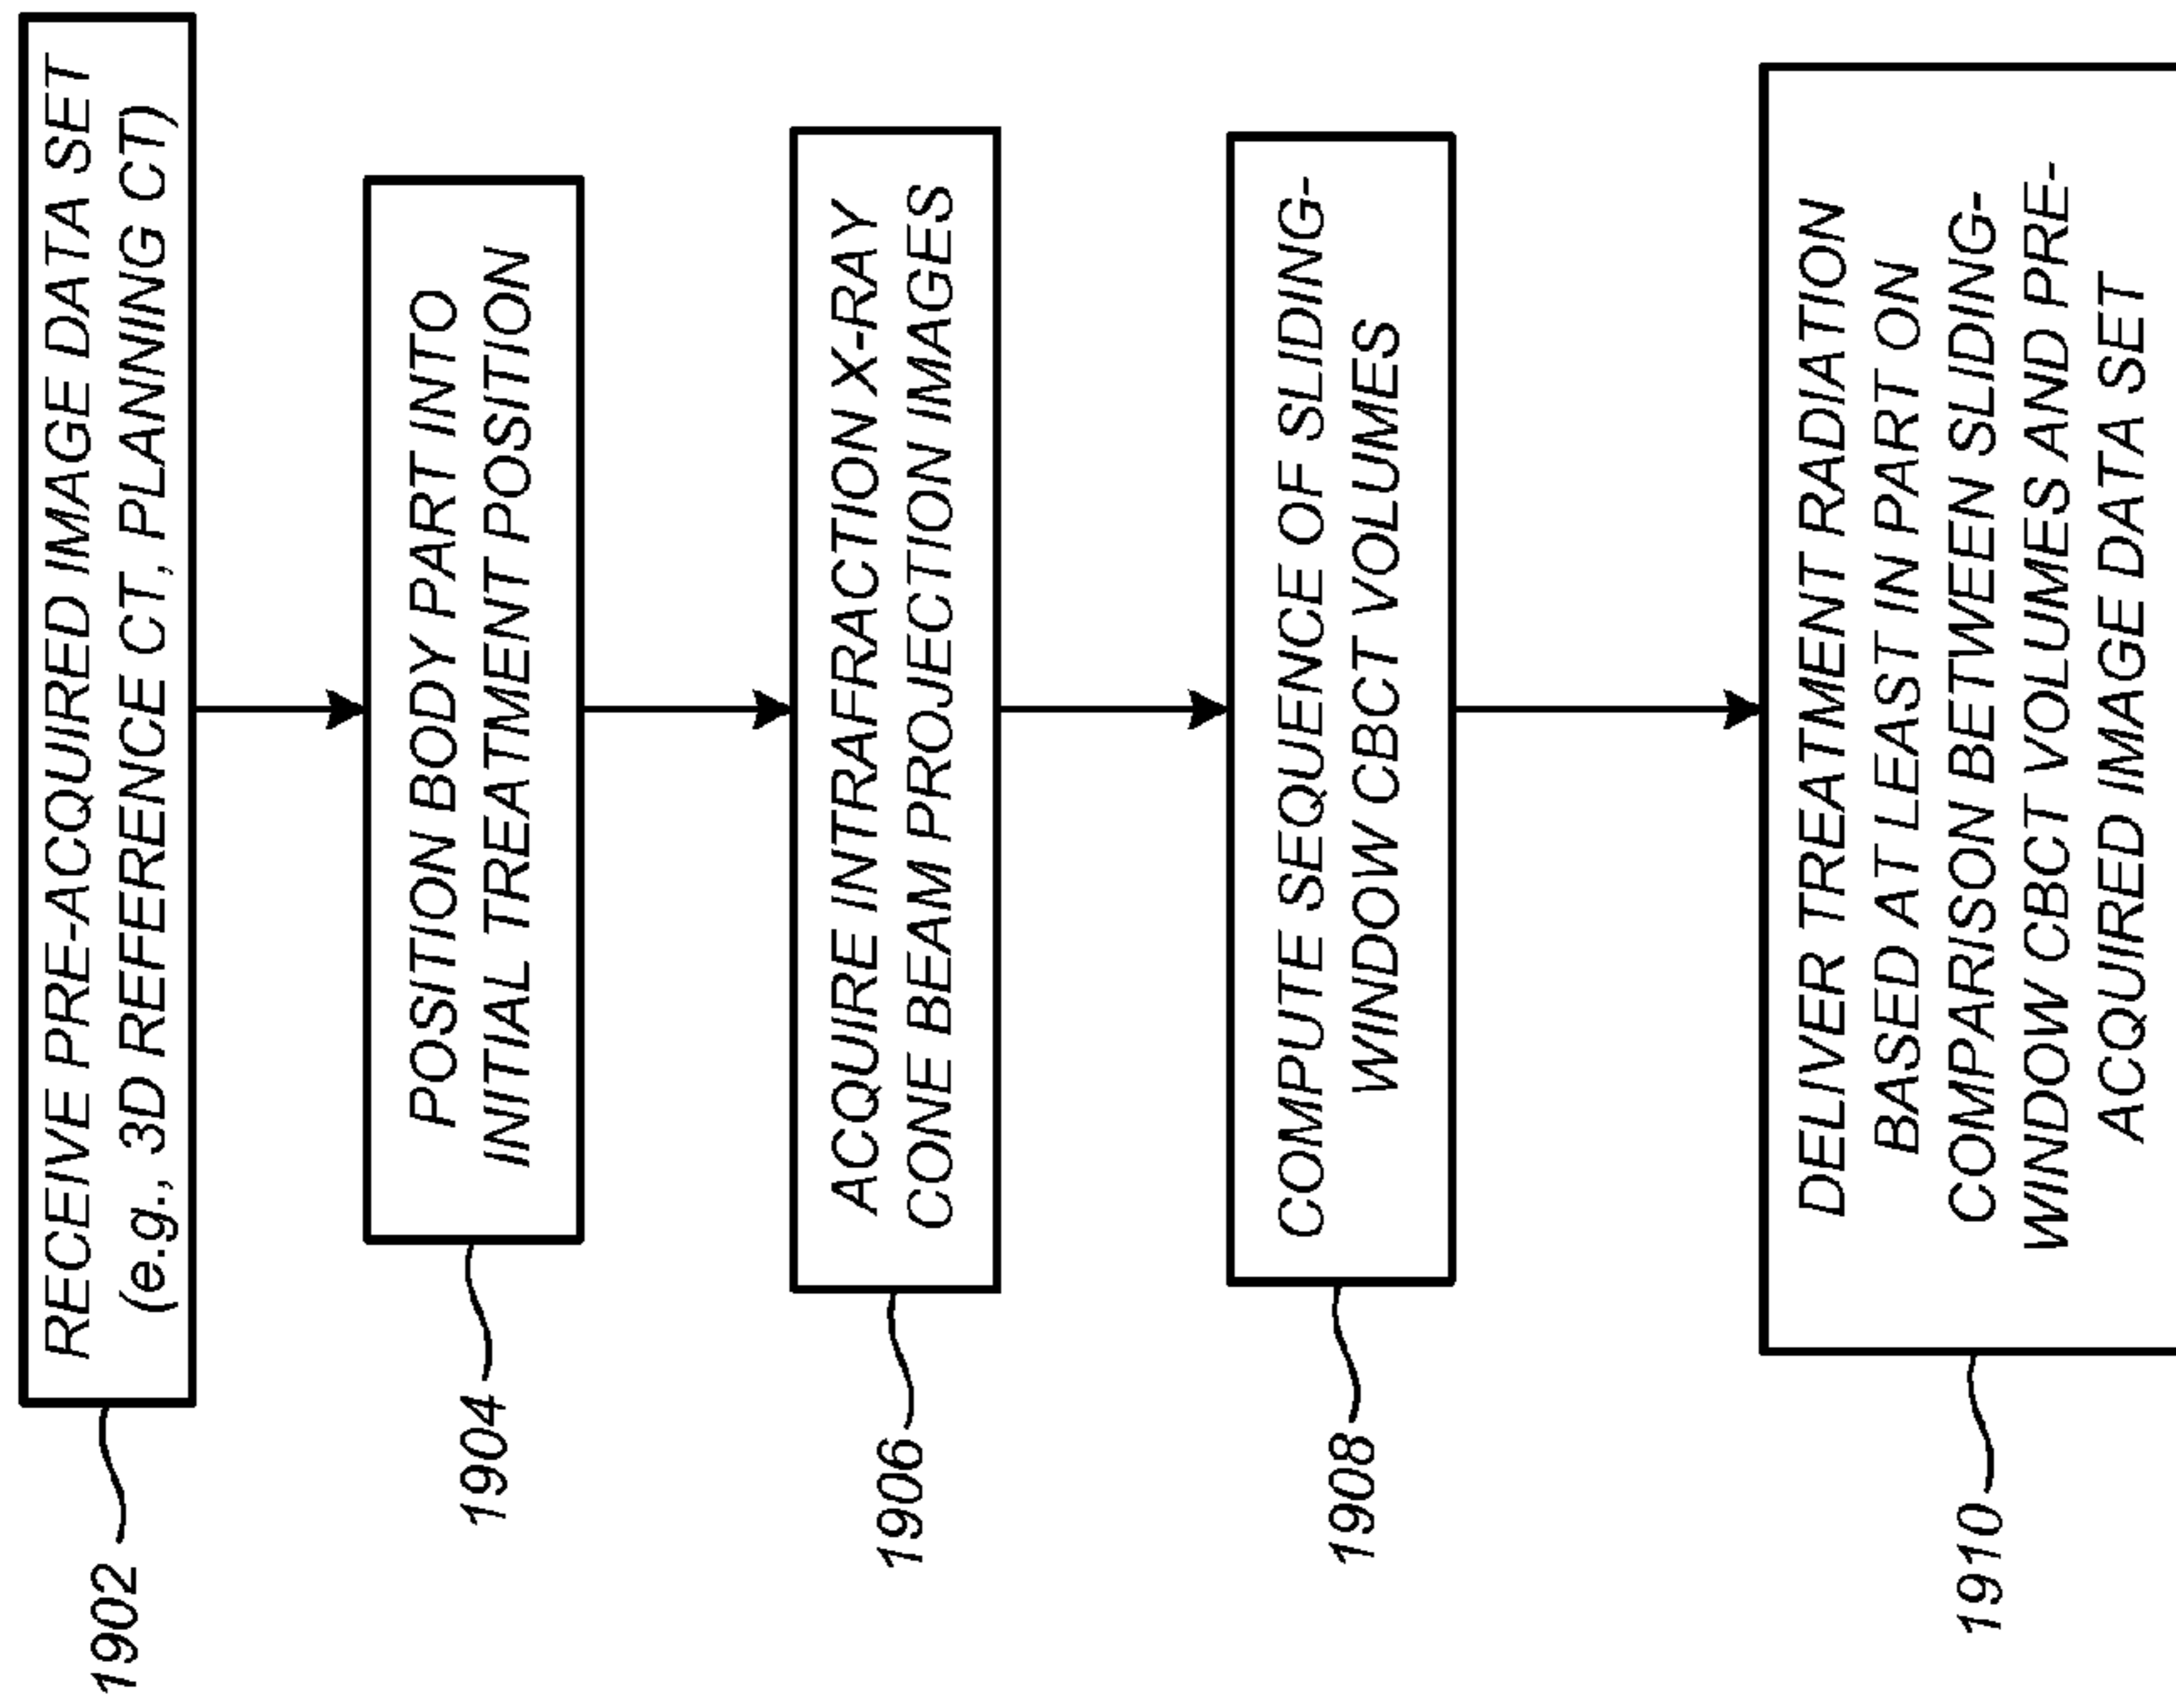 RECEIVE PRE-ACQUIRED IMAGE DATA SET
(e.g., 3D REFERENCE CT, PLANNING CT)
1902
POSITION BODY PART INTO
INITIAL TREATMENT POSITION
1904
ACQUIRE INTRAFRACTION X-RAY
CONE BEAM PROJECTION IMAGES
1906
COMPUTE SEQUENCE OF SLIDING-
WINDOW CBCT VOLUMES
1908
DELIVER TREATMENT RADIATION
BASED AT LEAST IN PART ON
COMPARISON BETWEEN SLIDING-
WINDOW CBCT VOLUMES AND PRE-
ACQUIRED IMAGE DATA SET
1910